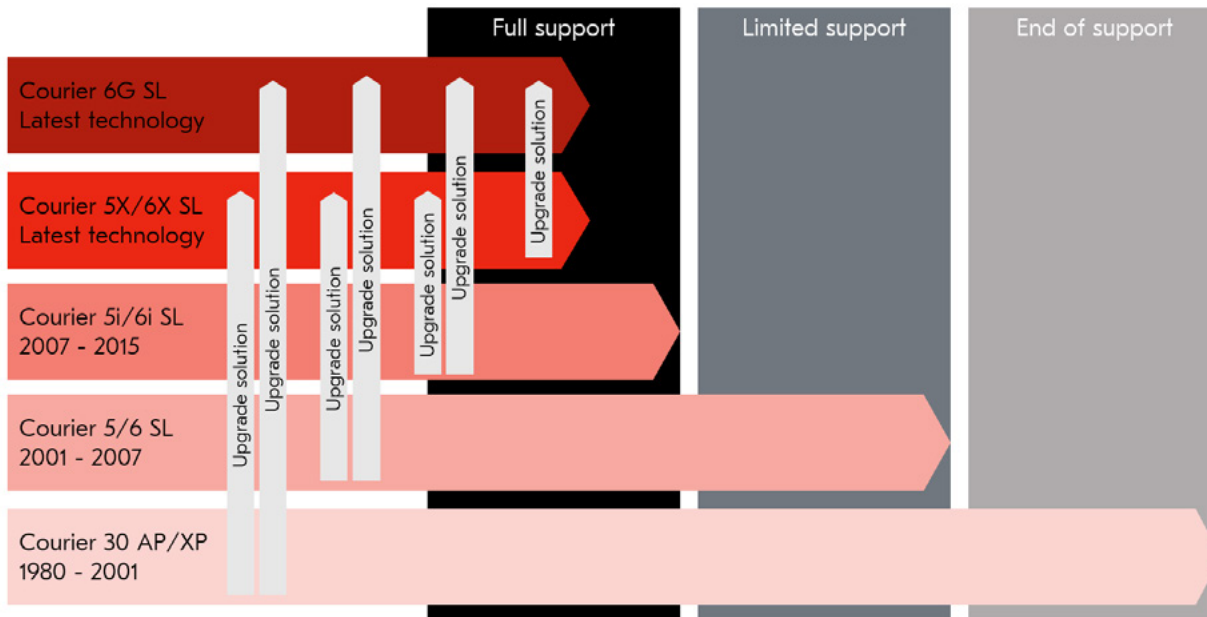 Full support
Limited support
End of support
Courier 6G SL
Latest technology
Courier 5X/6X SL
Latest technology
Courier 5i/6i SL
2007 - 2015
Courier 5/6 SL
2001 - 2007
Courier 30 AP/XP
1980 - 2001
Upgrade solution
Upgrade solution
Upgrade solution
Upgrade solution
Upgrade solution
Upgrade solution
Upgrade solution